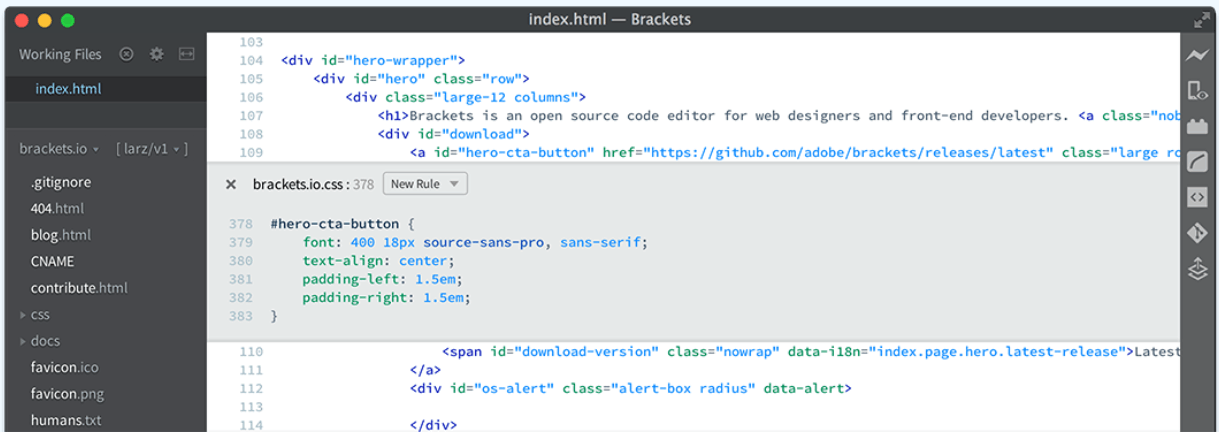 index.html — Brackets
Working Files
index.html
brackets.io
[ larz/v1 ]
.gitignore
404.html
blog.html
CNAME
contribute.html
css
docs
favicon.ico
favicon.png
humans.txt
103
104 <div id="hero-wrapper">
105 <div id="hero" class="row">
106 <div class="large-12 columns">
107 <h1>Brackets is an open source code editor for web designers and front-end developers. <a class="nob
108 <div id="download">
109 <a id="hero-cta-button" href="https://github.com/adobe/brackets/releases/latest" class="large ro
brackets.io.css : 378 New Rule
378 #hero-cta-button {
379 font: 400 18px source-sans-pro, sans-serif;
380 text-align: center;
381 padding-left: 1.5em;
382 padding-right: 1.5em;
383 }
110 <span id="download-version" class="nowrap" data-i18n="index.page.hero.latest-release">Latest
111 </a>
112 <div id="os-alert" class="alert-box radius" data-alert>
113
114 </div>